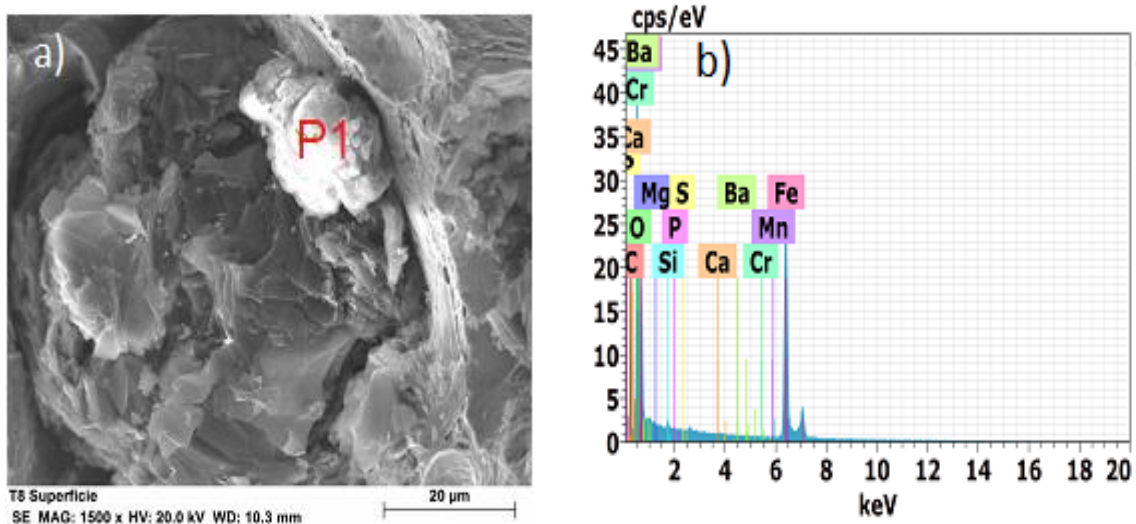 a)
P1
T8 Superficie
20 µm
SE MAG: 1500 x HV: 20.0 kV WD: 10.3 mm
cps/eV
b)
45
Ba
40
Cr
35
Ca
P
30
Mg S Ba Fe
25
O P Mn
20
C Si Ca Cr
15
10
5
0
2 4 6 8 10 12 14 16 18 20
keV